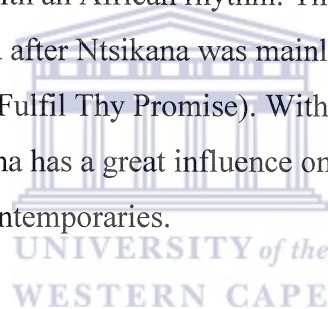 with an African rhythm. Th
after Ntsikana was mainl
Fulfil Thy Promise). With
na has a great influence on
ntemporaries.
UNIVERSITY of the
WESTERN CAPE